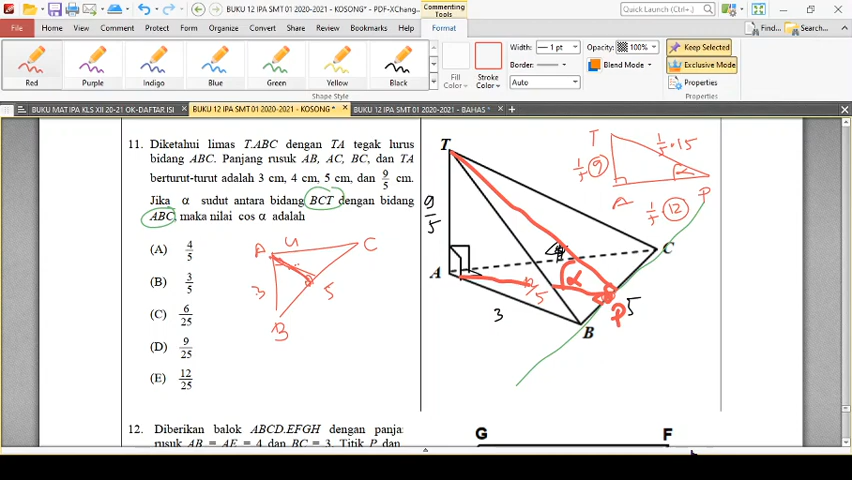 BUKU 12 IPA SMT 01 2020-2021 - KOSONG* - PDF-XChang
Commenting Tools
Quick Launch (Ctrl+.)
File
Home
View
Comment
Protect
Form
Organize
Convert
Share
Review
Bookmarks
Help
Format
Find...
Search...
Red
Purple
Indigo
Blue
Green
Yellow
Black
Width: 1 pt
Border:
Auto
Shape Style
Fill Color
Stroke Color
Opacity: 100%
Blend Mode
Keep Selected
Exclusive Mode
Properties
BUKU MAT IPA KLS XII 20-21 OK-DAFTAR ISI
BUKU 12 IPA SMT 01 2020-2021 - KOSONG *
BUKU 12 IPA SMT 01 2020-2021 - BAHAS *
11. Diketahui limas T.ABC dengan TA tegak lurus
bidang ABC. Panjang rusuk AB, AC, BC, dan TA
berturut-turut adalah 3 cm, 4 cm, 5 cm, dan 9/5 cm.
Jika α sudut antara bidang BCT dengan bidang
ABC, maka nilai cos α adalah
(A) 4/5
(B) 3/5
(C) 6/25
(D) 9/25
(E) 12/25
A 4 C
3 5
B
T
9/5
A
C
12/5
α
P
5
3
B
T 1/5 · 15
1/5 9 α
A P
1/5 12
12. Diberikan balok ABCD.EFGH dengan panja
rusuk AB = AE = 4 dan BC = 3. Titik P dan
G F